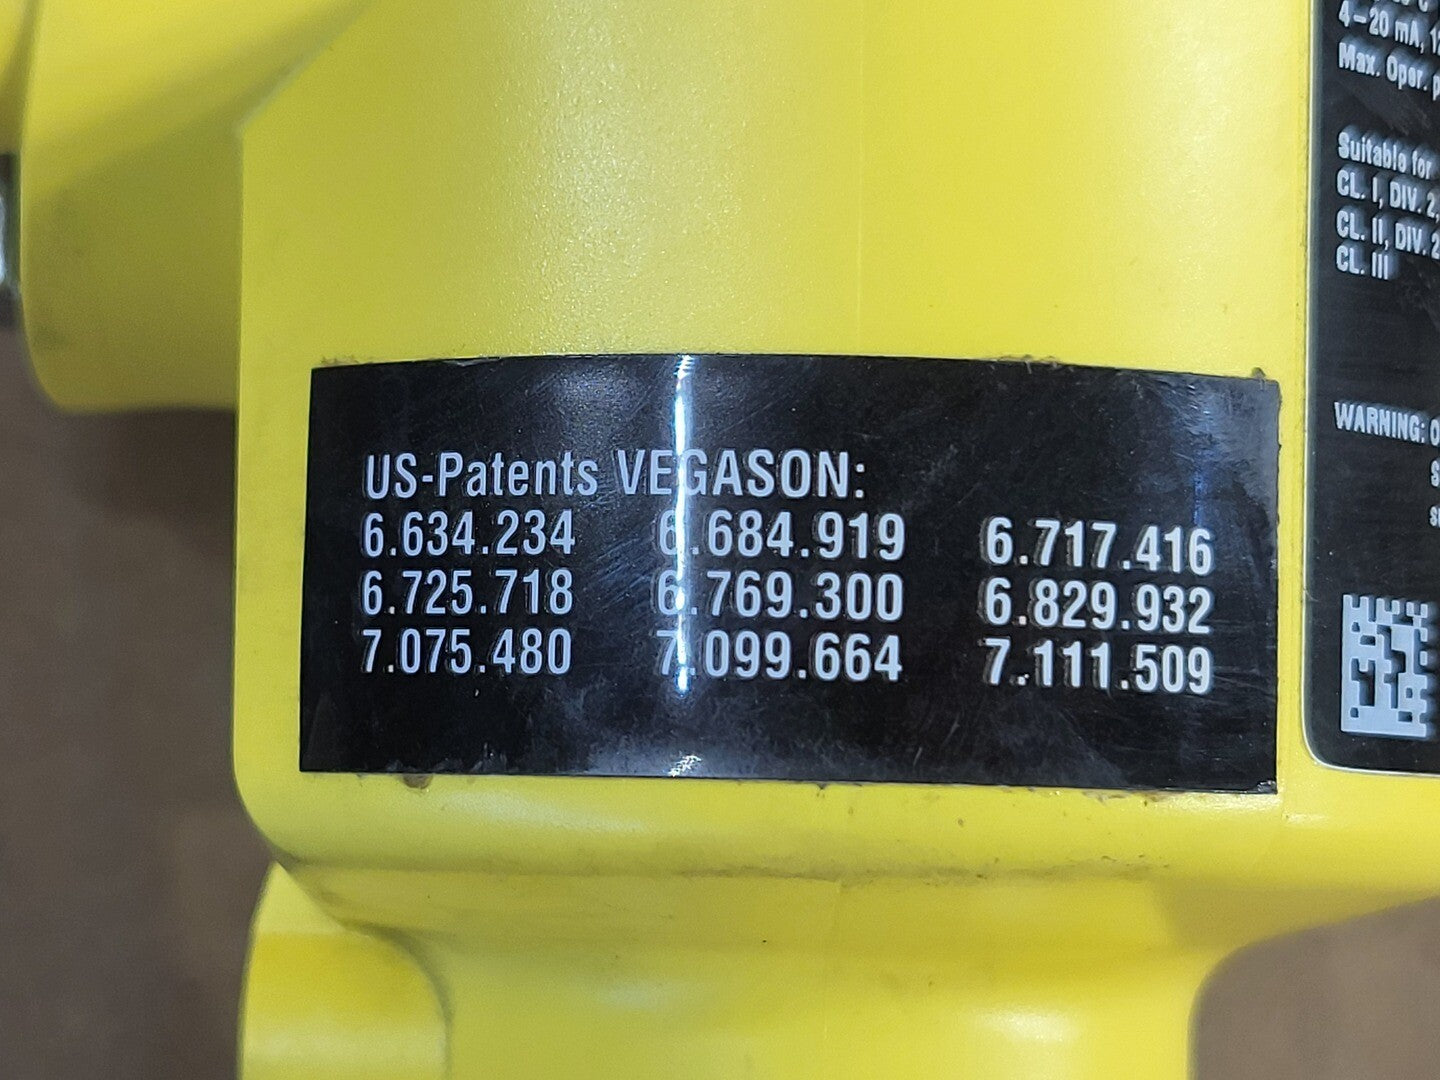 US-Patents VEGASON:
6.634.234 6.684.919 6.717.416
6.725.718 6.769.300 6.829.932
7.075.480 7.099.664 7.111.509
4-20 mA,
Max. Oper.
Suitable for
CL. I, DIV. 2,
CL. II, DIV. 2
CL. III
WARNING: